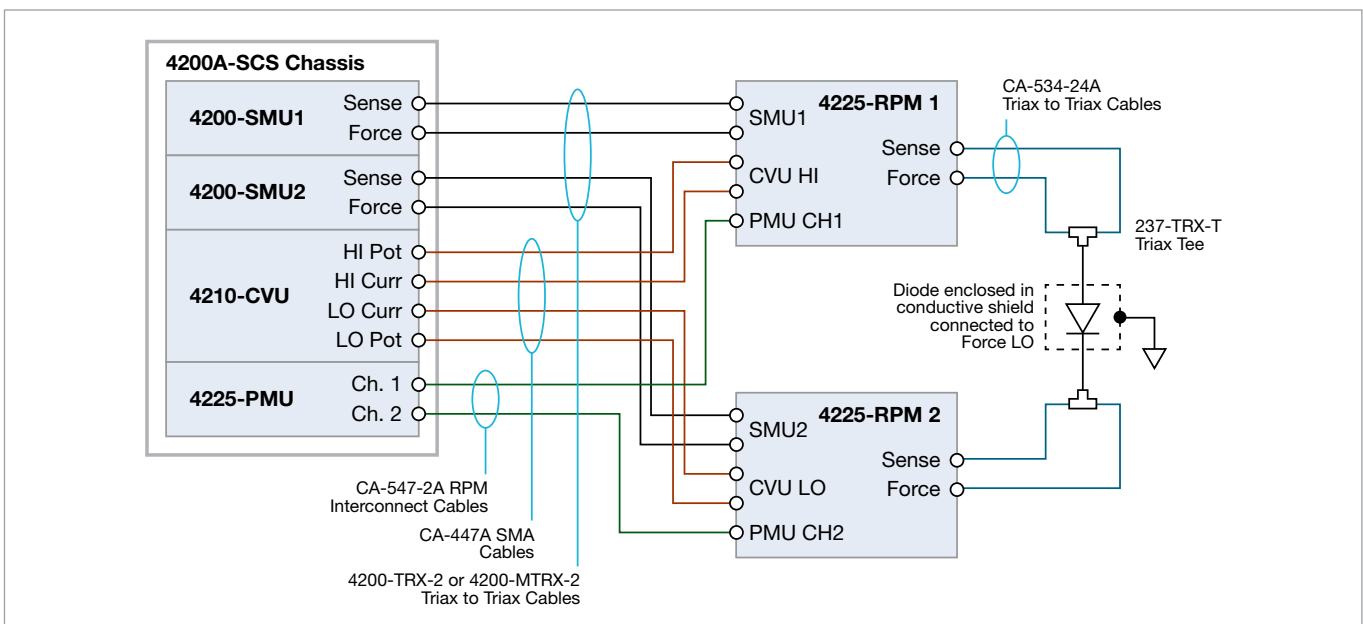 4200A-SCS Chassis
4200-SMU1
Sense
Force
4200-SMU2
Sense
Force
4210-CVU
HI Pot
HI Curr
LO Curr
LO Pot
4225-PMU
Ch. 1
Ch. 2
CA-547-2A RPM
Interconnect Cables
CA-447A SMA
Cables
4200-TRX-2 or 4200-MTRX-2
Triax to Triax Cables
4225-RPM 1
SMU1
CVU HI
PMU CH1
Sense
Force
CA-534-24A
Triax to Triax Cables
237-TRX-T
Triax Tee
Diode enclosed in
conductive shield
connected to
Force LO
4225-RPM 2
SMU2
CVU LO
PMU CH2
Sense
Force